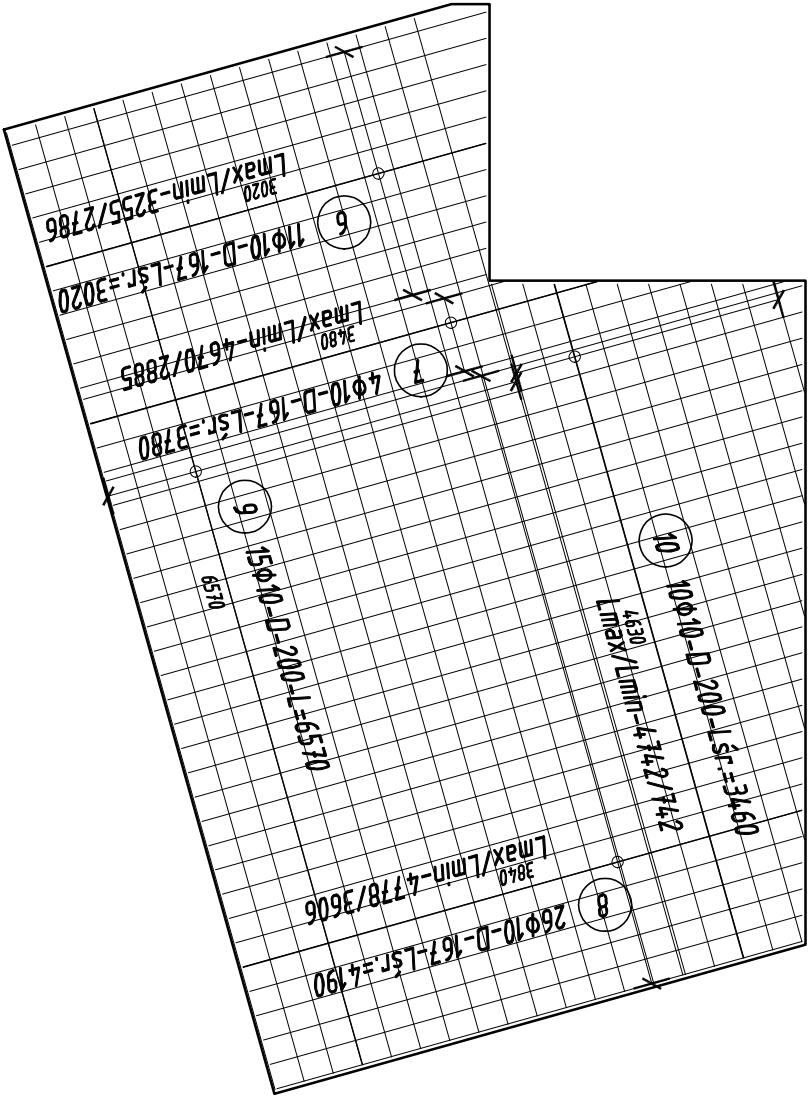 Lmax/Lmin-3255/2786
3020
6
11Φ10-D-167-Lśr.=3020
Lmax/Lmin-4670/2885
3480
7
4Φ10-D-167-Lśr.=3780
9
15Φ10-D-200-L=6570
6570
10
10Φ10-D-200-Lśr.=3460
4630
Lmax/Lmin-4742/742
Lmax/Lmin-4778/3606
3840
8
26Φ10-D-167-Lśr.=4190